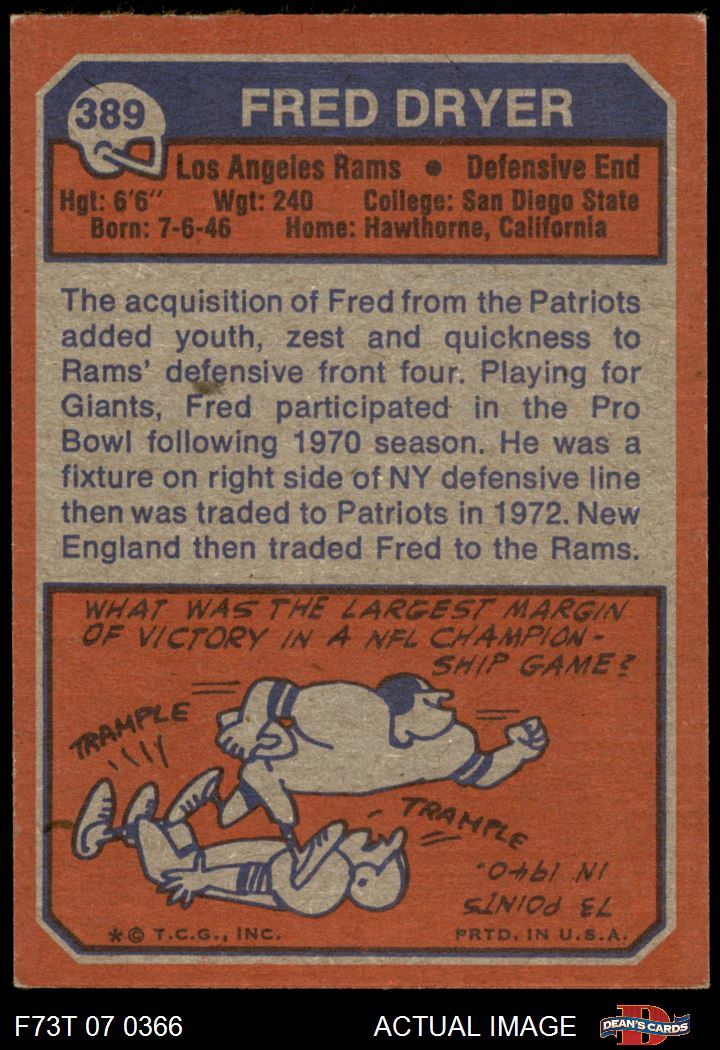 389
FRED DRYER
Los Angeles Rams • Defensive End
Hgt: 6'6" Wgt: 240 College: San Diego State
Born: 7-6-46 Home: Hawthorne, California
The acquisition of Fred from the Patriots
added youth, zest and quickness to
Rams' defensive front four. Playing for
Giants, Fred participated in the Pro
Bowl following 1970 season. He was a
fixture on right side of NY defensive line
then was traded to Patriots in 1972. New
England then traded Fred to the Rams.
WHAT WAS THE LARGEST MARGIN
OF VICTORY IN A NFL CHAMPION-
SHIP GAME?
TRAMPLE
TRAMPLE
73 POINTS
IN 1940.
*© T.C.G., INC. PRTD. IN U.S.A.
F73T 07 0366 ACTUAL IMAGE
D
DEAN'S CARDS